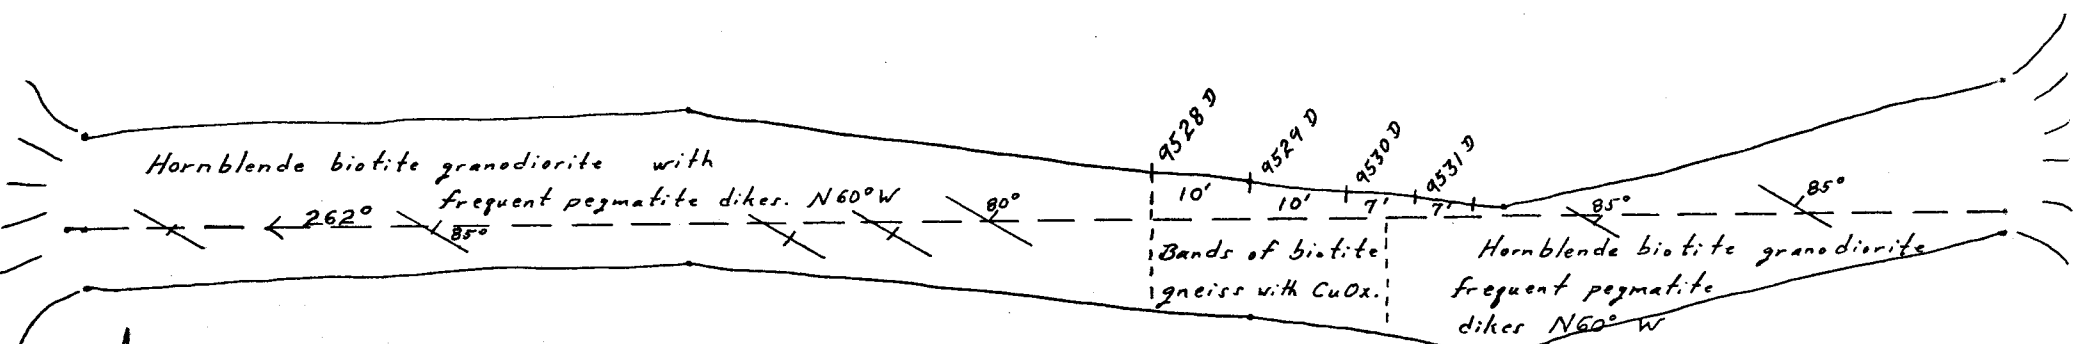 Hornblende biotite granodiorite with
frequent pegmatite dikes. N60°W
262°
85°
80°
9528 D
9529 D
9530 D
9531 D
10'
10'
7'
7'
85°
85°
Bands of biotite
gneiss with CuOx.
Hornblende biotite granodiorite
frequent pegmatite
dikes N60° W